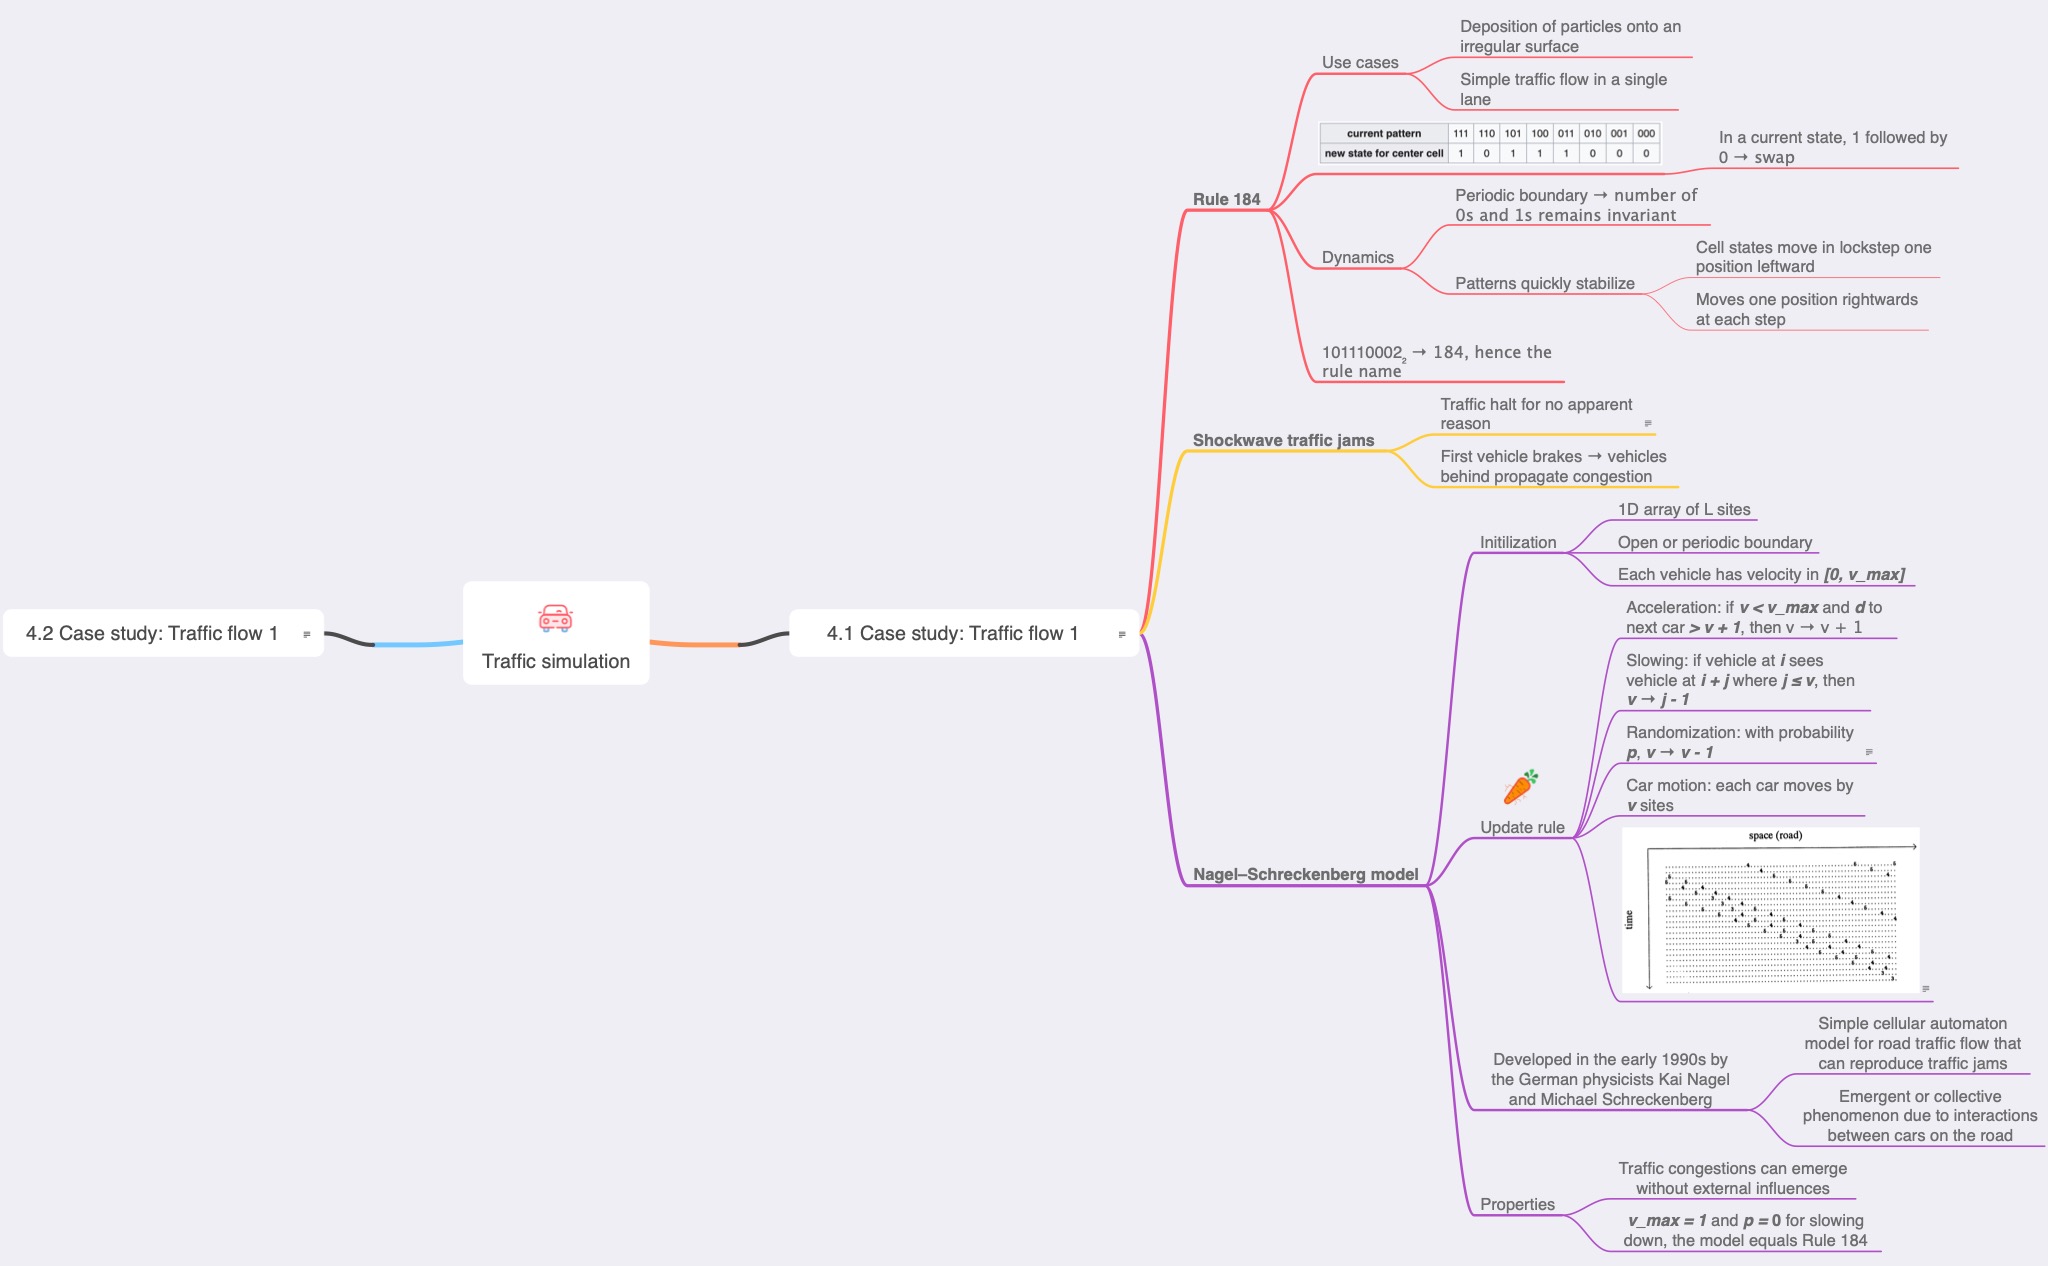 Deposition of particles onto an
irregular surface
Use cases
Simple traffic flow in a single
lane
current pattern 111 110 101 100 011 010 001 000
new state for center cell 1 0 1 1 1 0 0 0
In a current state, 1 followed by
0 → swap
Rule 184
Periodic boundary → number of
0s and 1s remains invariant
Dynamics
Cell states move in lockstep one
position leftward
Patterns quickly stabilize
Moves one position rightwards
at each step
101110002₂ → 184, hence the
rule name
Traffic halt for no apparent
reason
Shockwave traffic jams
First vehicle brakes → vehicles
behind propagate congestion
1D array of L sites
Initilization
Open or periodic boundary
Each vehicle has velocity in [0, v_max]
4.2 Case study: Traffic flow 1
Traffic simulation
4.1 Case study: Traffic flow 1
Acceleration: if v < v_max and d to
next car > v + 1, then v → v + 1
Slowing: if vehicle at i sees
vehicle at i + j where j ≤ v, then
v → j - 1
Randomization: with probability
p, v → v - 1
Car motion: each car moves by
v sites
Update rule
space (road)
time
Nagel–Schreckenberg model
Simple cellular automaton
model for road traffic flow that
can reproduce traffic jams
Developed in the early 1990s by
the German physicists Kai Nagel
and Michael Schreckenberg
Emergent or collective
phenomenon due to interactions
between cars on the road
Traffic congestions can emerge
without external influences
Properties
v_max = 1 and p = 0 for slowing
down, the model equals Rule 184